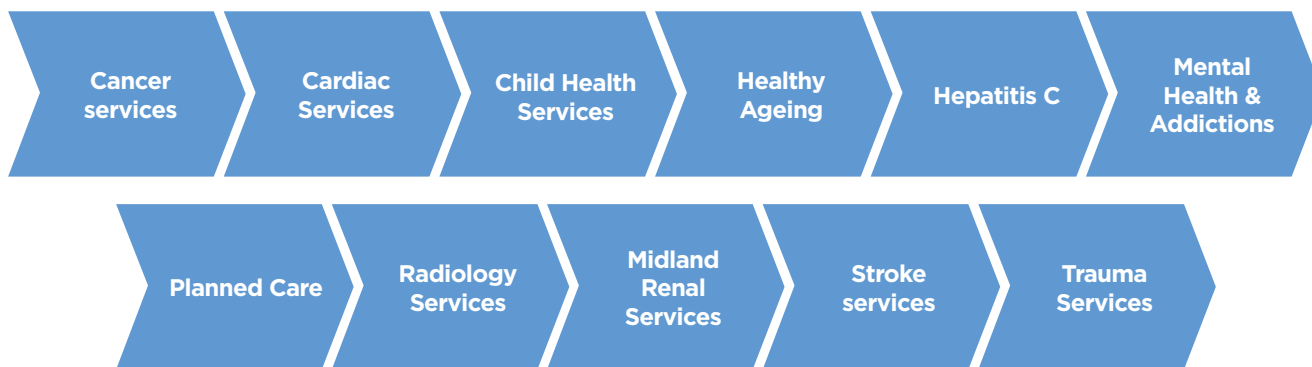 Cancer
services
Cardiac
Services
Child Health
Services
Healthy
Ageing
Hepatitis C
Mental
Health &
Addictions
Planned Care
Radiology
Services
Midland
Renal
Services
Stroke
services
Trauma
Services